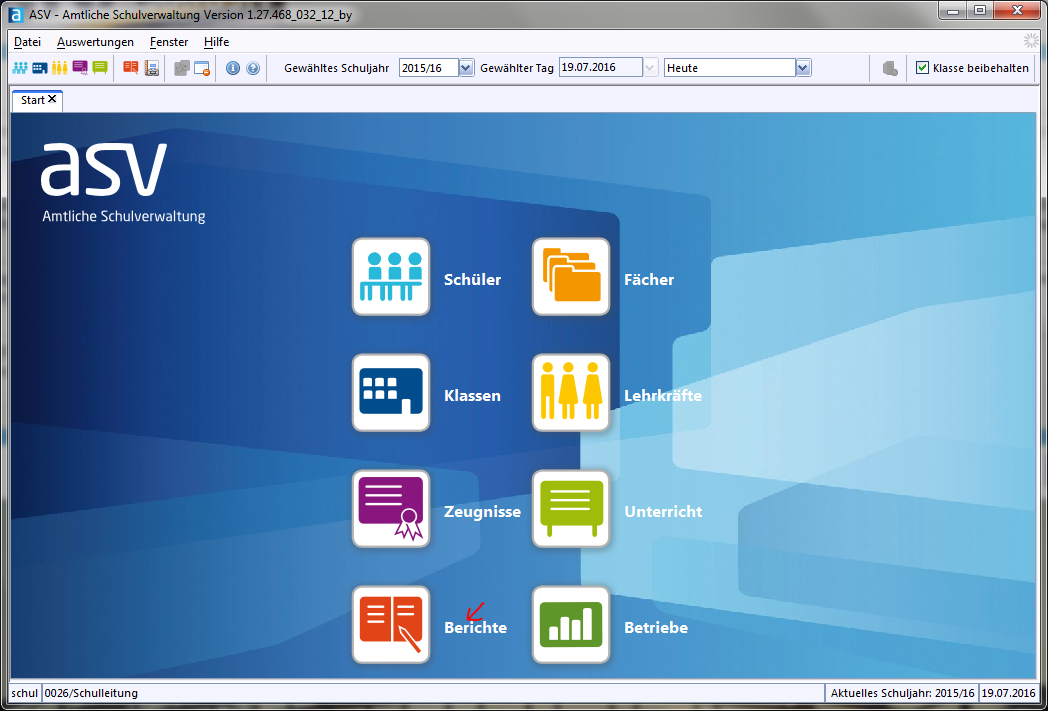 ASV - Amtliche Schulverwaltung Version 1.27.468_032_12_by
Datei Auswertungen Fenster Hilfe
Gewähltes Schuljahr 2015/16 Gewählter Tag 19.07.2016 Heute Klasse beibehalten
Start
asv
Amtliche Schulverwaltung
Schüler Fächer
Klassen Lehrkräfte
Zeugnisse Unterricht
Berichte Betriebe
schul 0026/Schulleitung Aktuelles Schuljahr: 2015/16 19.07.2016